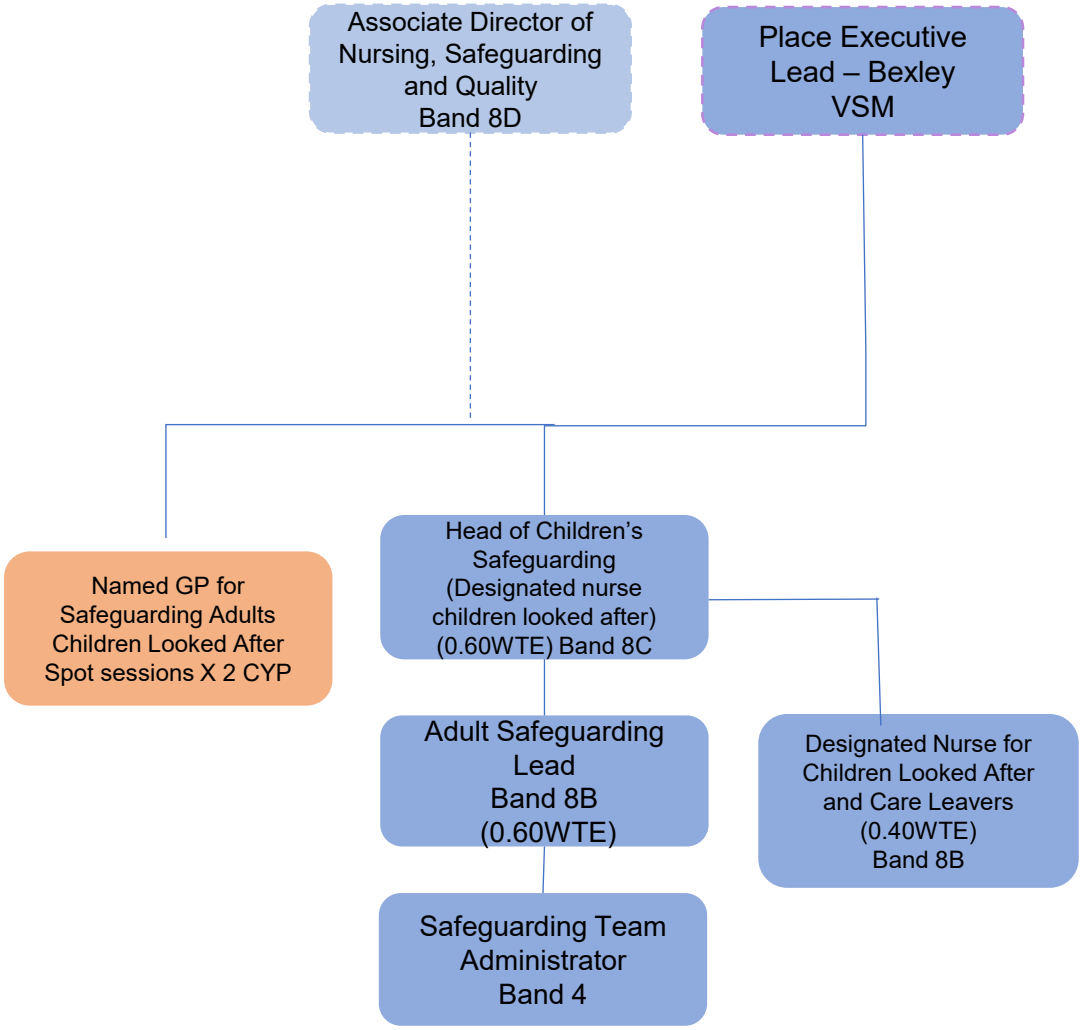 Associate Director of
Nursing, Safeguarding
and Quality
Band 8D
Place Executive
Lead – Bexley
VSM
Named GP for
Safeguarding Adults
Children Looked After
Spot sessions X 2 CYP
Head of Children’s
Safeguarding
(Designated nurse
children looked after)
(0.60WTE) Band 8C
Adult Safeguarding
Lead
Band 8B
(0.60WTE)
Designated Nurse for
Children Looked After
and Care Leavers
(0.40WTE)
Band 8B
Safeguarding Team
Administrator
Band 4